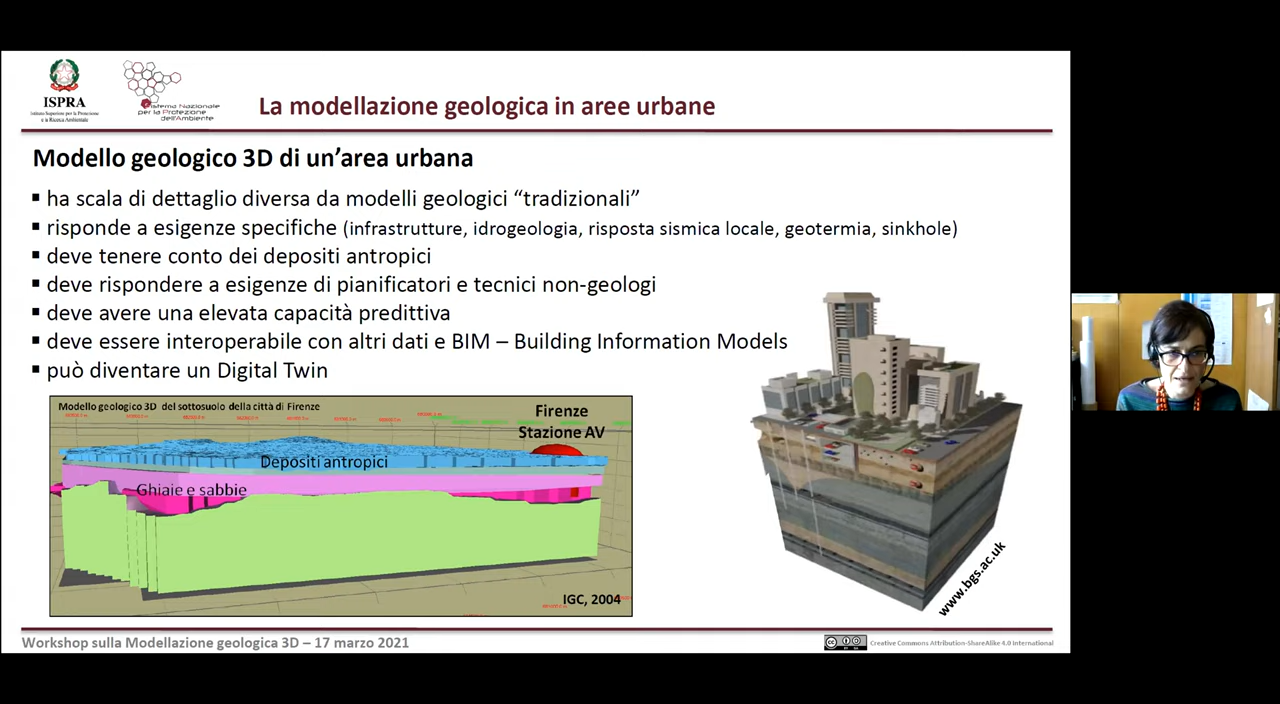 ISPRA
Istituto Superiore per la Protezione
e la Ricerca Ambientale
Sistema Nazionale
per la Protezione
dell'Ambiente
La modellazione geologica in aree urbane
Modello geologico 3D di un'area urbana
▪ ha scala di dettaglio diversa da modelli geologici “tradizionali”
▪ risponde a esigenze specifiche (infrastrutture, idrogeologia, risposta sismica locale, geotermia, sinkhole)
▪ deve tenere conto dei depositi antropici
▪ deve rispondere a esigenze di pianificatori e tecnici non-geologi
▪ deve avere una elevata capacità predittiva
▪ deve essere interoperabile con altri dati e BIM – Building Information Models
▪ può diventare un Digital Twin
Modello geologico 3D del sottosuolo della città di Firenze
Firenze
Stazione AV
Depositi antropici
Ghiaie e sabbie
IGC, 2004
www.bgs.ac.uk
Workshop sulla Modellazione geologica 3D – 17 marzo 2021
Creative Commons Attribution-ShareAlike 4.0 International